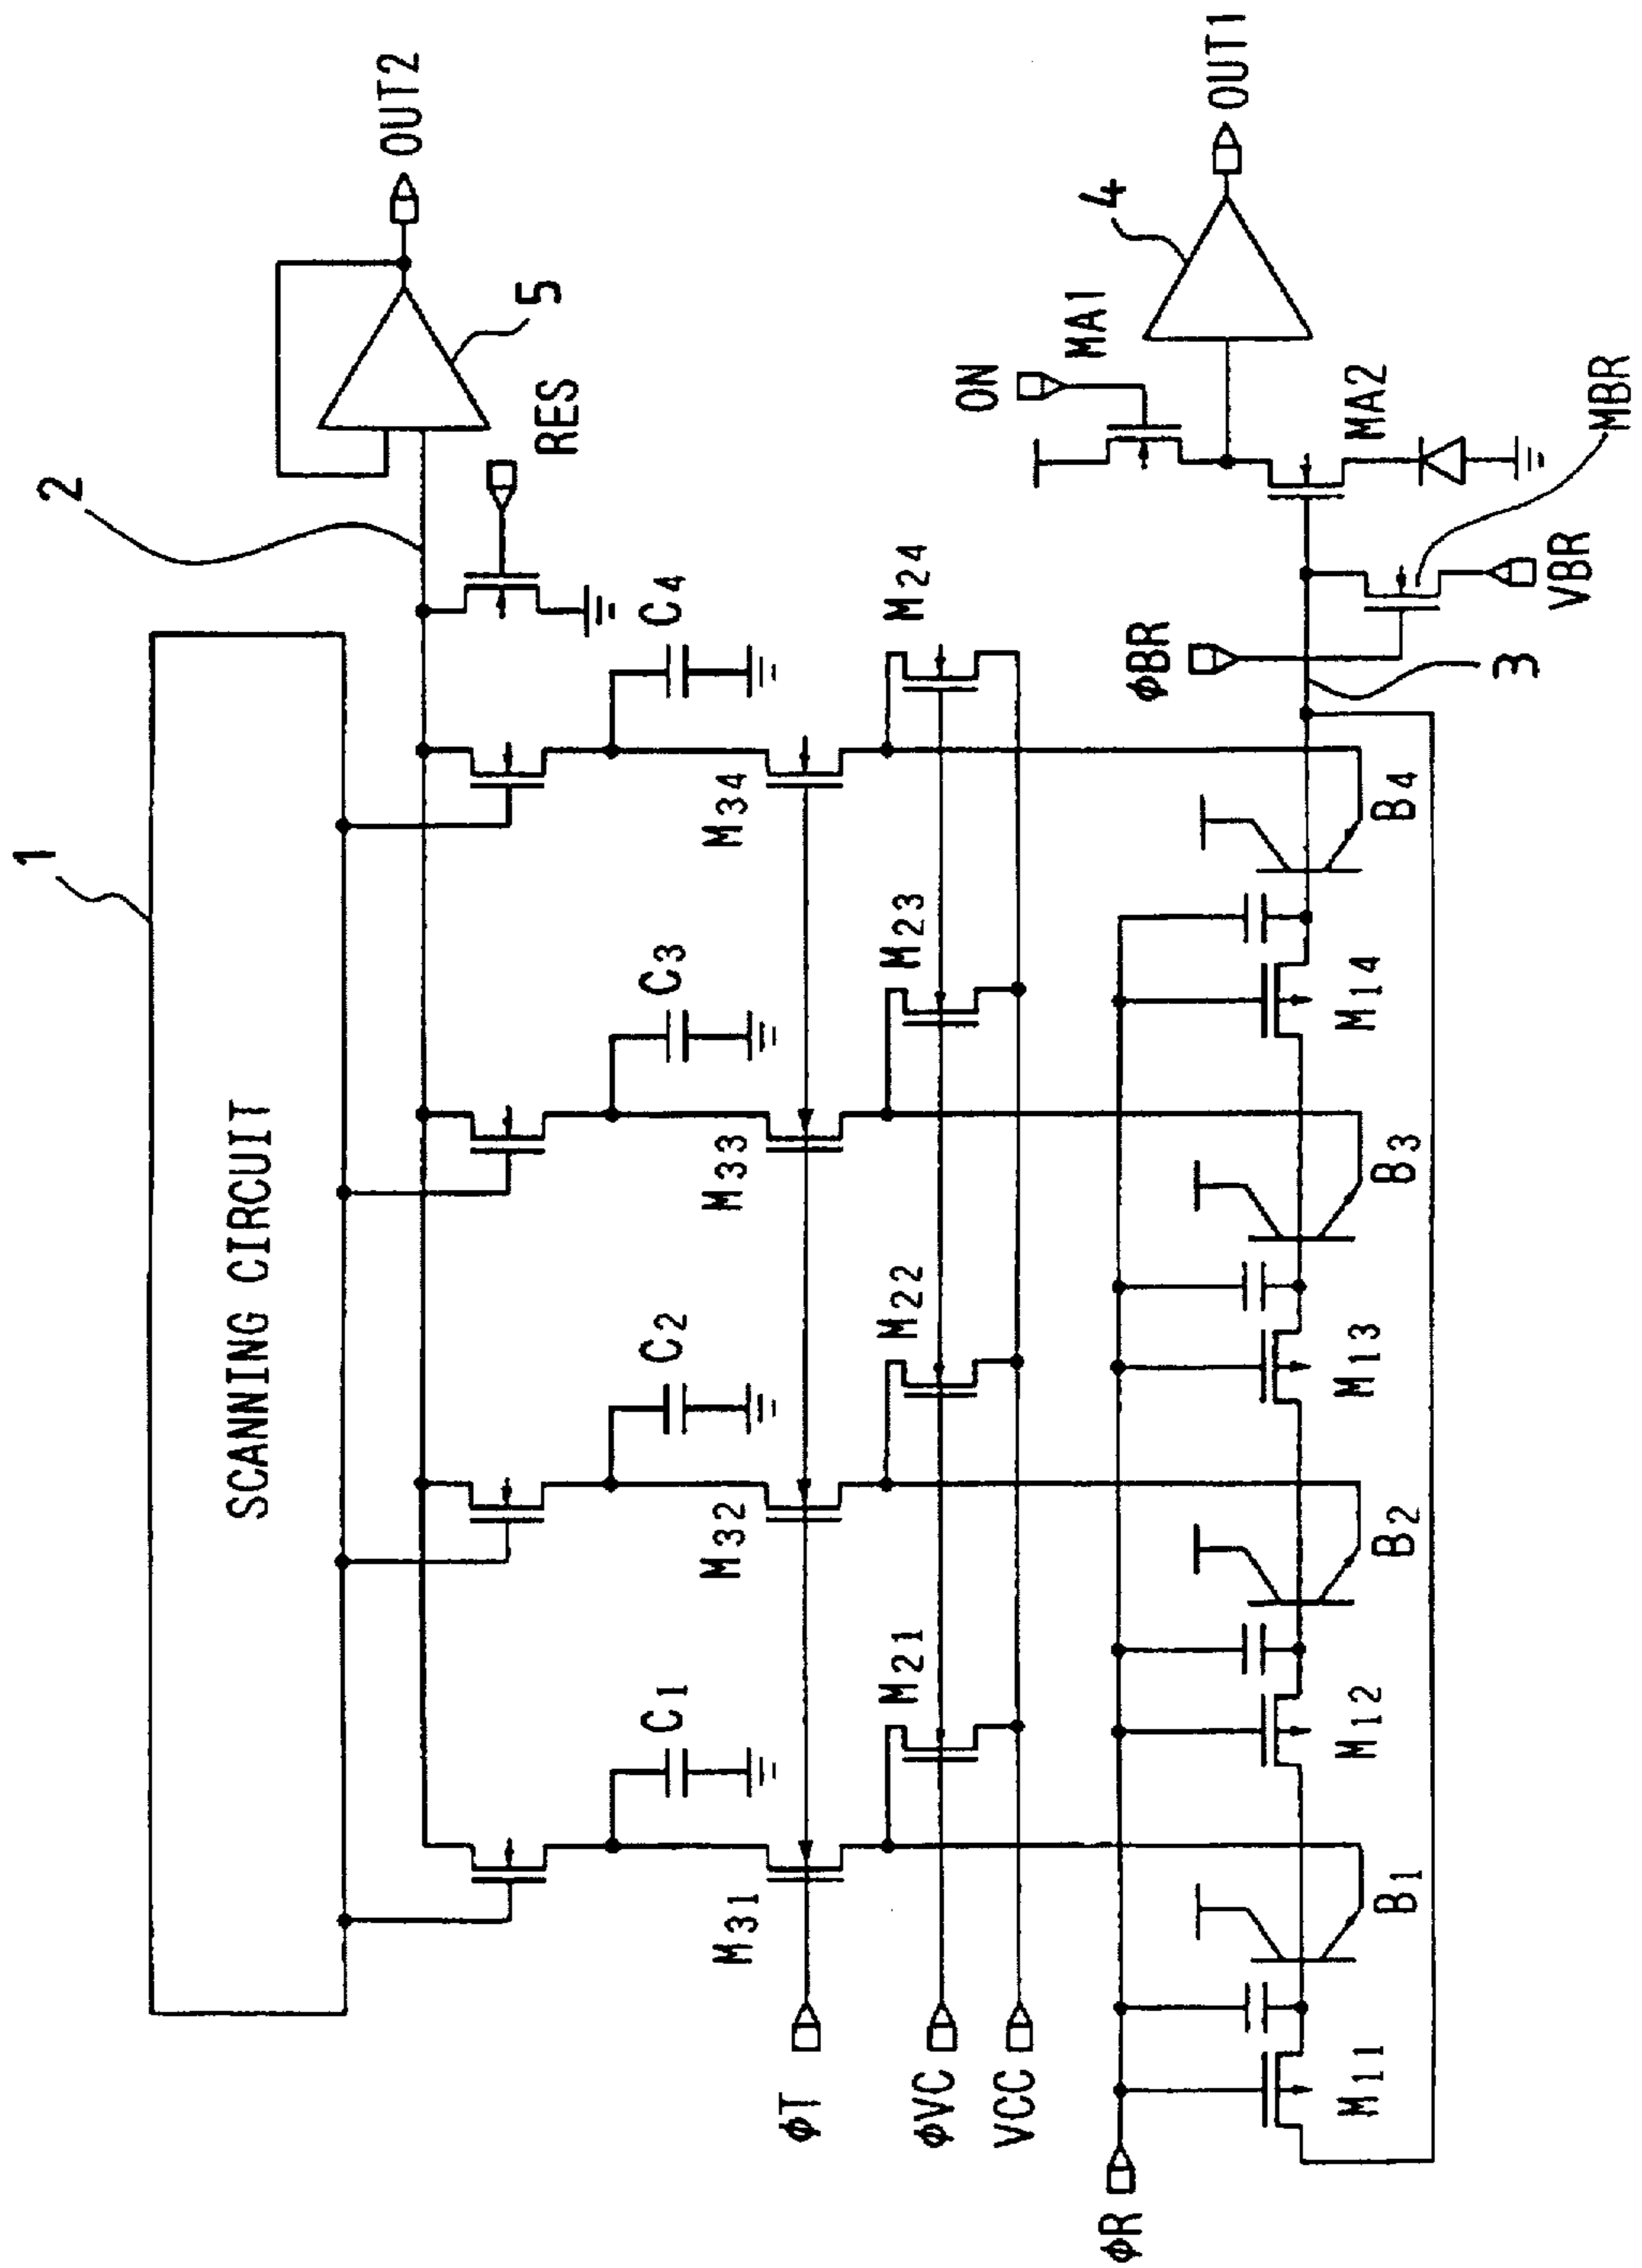 1
SCANNING CIRCUIT
2
OUT2
5
RES
C1
C2
C3
C4
M31
M32
M33
M34
ϕT
M21
M22
M23
M24
ϕVC
VCC
ϕBR
ON
MA1
4
OUT1
ϕR
M11
B1
M12
B2
M13
B3
M14
B4
3
VBR
MA2
MBR